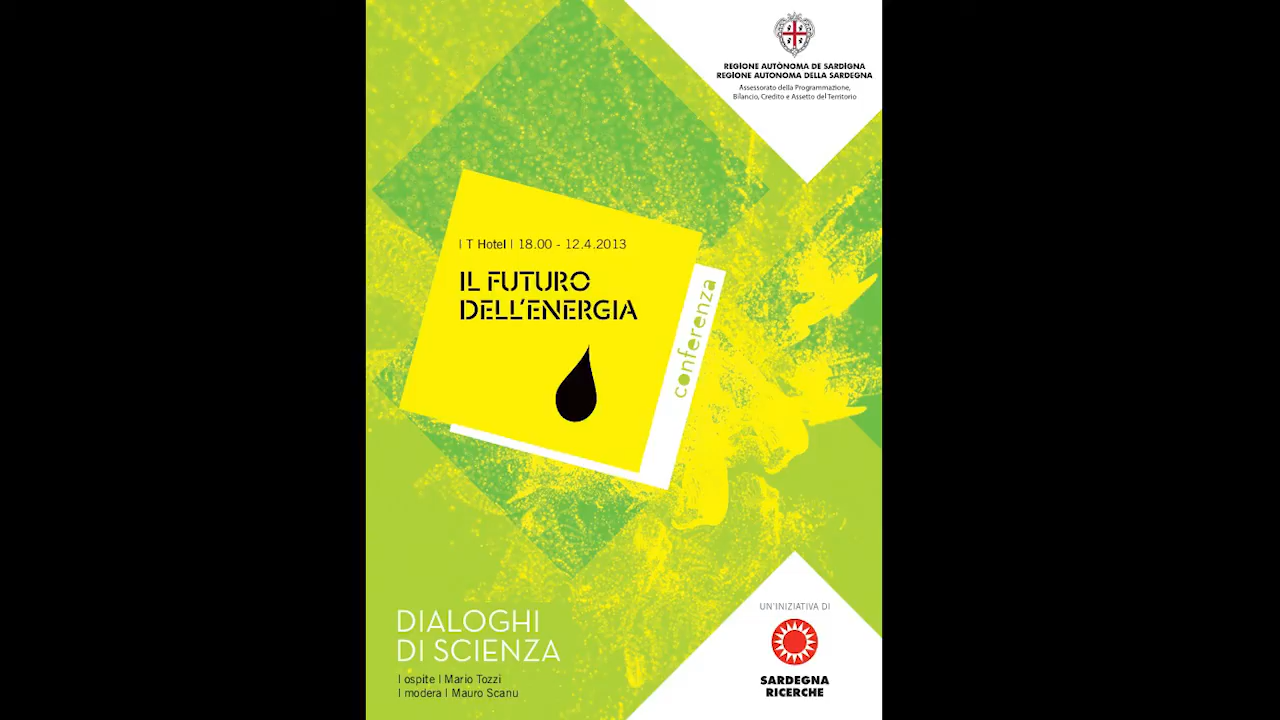 REGIONE AUTÒNOMA DE SARDIGNA
REGIONE AUTONOMA DELLA SARDEGNA
Assessorato della Programmazione,
Bilancio, Credito e Assetto del Territorio
| T Hotel | 18.00 - 12.4.2013
IL FUTURO
DELL'ENERGIA
conferenza
DIALOGHI
DI SCIENZA
| ospite | Mario Tozzi
| modera | Mauro Scanu
UN'INIZIATIVA DI
SARDEGNA
RICERCHE